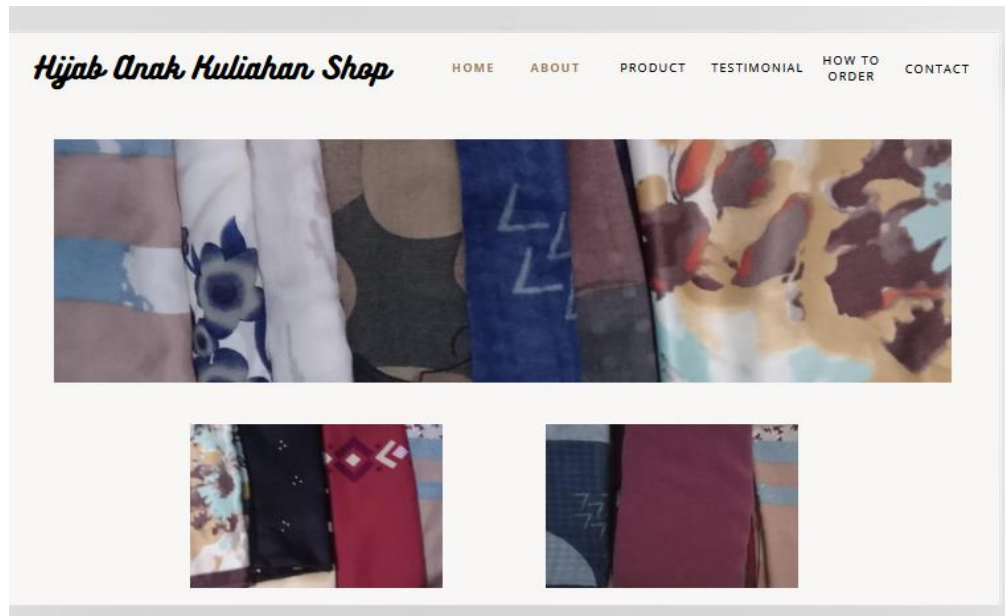 Hijab Anak Kuliahan Shop
HOME
ABOUT
PRODUCT
TESTIMONIAL
HOW TO
ORDER
CONTACT